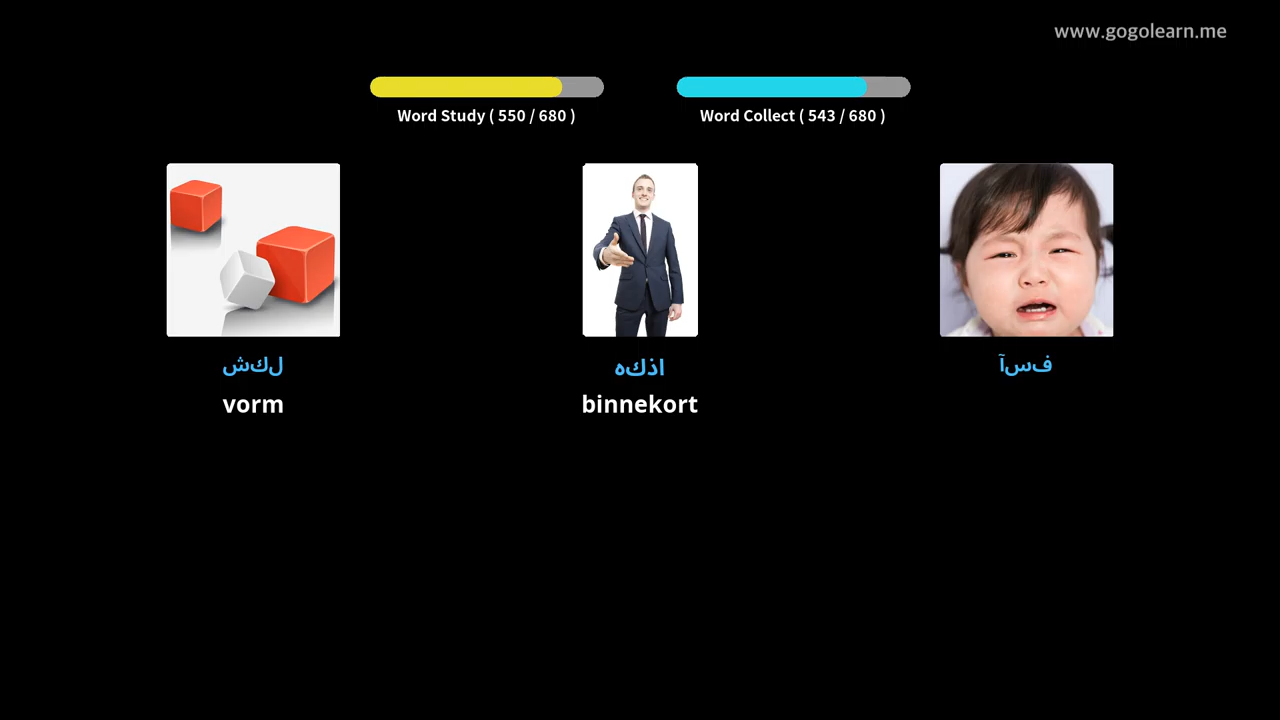 www.gogolearn.me
Word Study ( 550 / 680 )
Word Collect ( 543 / 680 )
لكش
vorm
اذكه
binnekort
فسآ